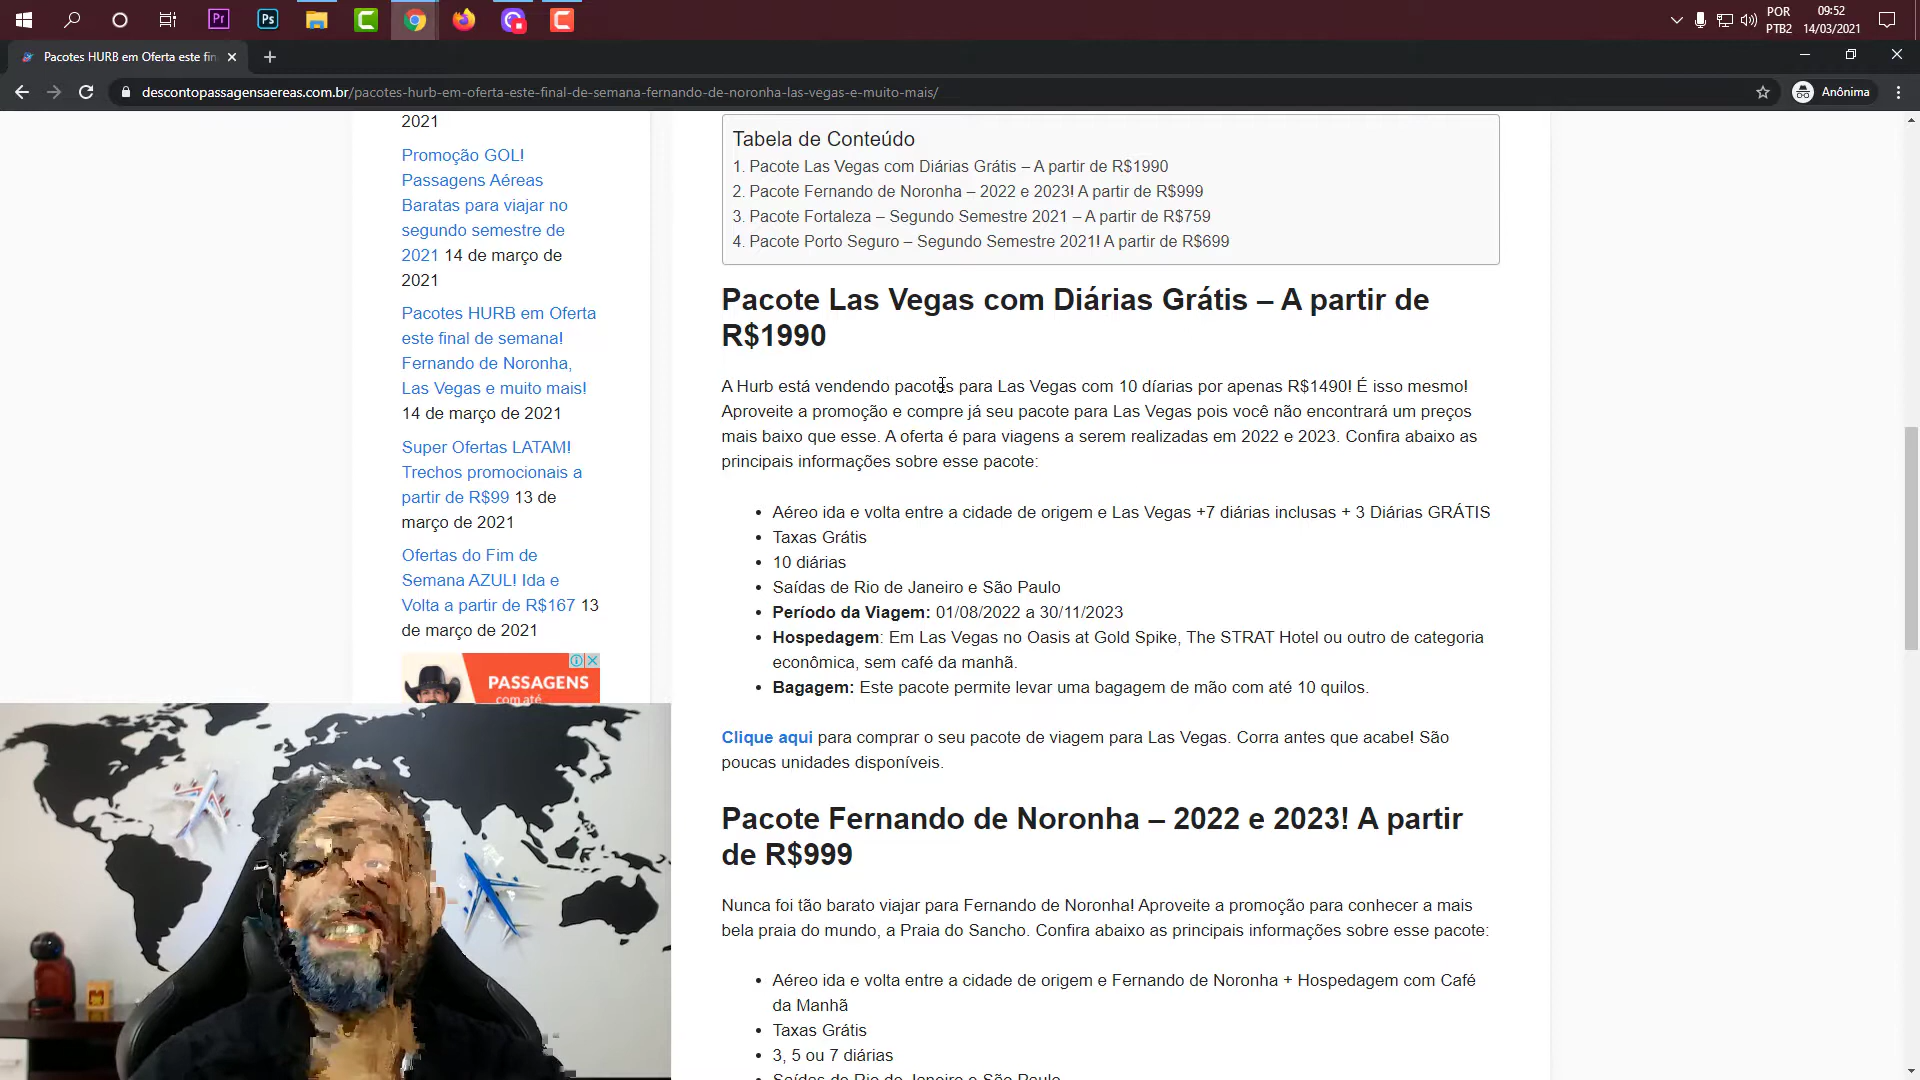 POR
PTB2
09:52
14/03/2021
Pacotes HURB em Oferta este fin
descontopassagensaereas.com.br/pacotes-hurb-em-oferta-este-final-de-semana-fernando-de-noronha-las-vegas-e-muito-mais/
Anônima
2021
Promoção GOL!
Passagens Aéreas
Baratas para viajar no
segundo semestre de
2021 14 de março de
2021
Pacotes HURB em Oferta
este final de semana!
Fernando de Noronha,
Las Vegas e muito mais!
14 de março de 2021
Super Ofertas LATAM!
Trechos promocionais a
partir de R$99 13 de
março de 2021
Ofertas do Fim de
Semana AZUL! Ida e
Volta a partir de R$167 13
de março de 2021
PASSAGENS
com até
Tabela de Conteúdo
1. Pacote Las Vegas com Diárias Grátis – A partir de R$1990
2. Pacote Fernando de Noronha – 2022 e 2023! A partir de R$999
3. Pacote Fortaleza – Segundo Semestre 2021 – A partir de R$759
4. Pacote Porto Seguro – Segundo Semestre 2021! A partir de R$699
Pacote Las Vegas com Diárias Grátis – A partir de
R$1990
A Hurb está vendendo pacotes para Las Vegas com 10 díarias por apenas R$1490! É isso mesmo!
Aproveite a promoção e compre já seu pacote para Las Vegas pois você não encontrará um preços
mais baixo que esse. A oferta é para viagens a serem realizadas em 2022 e 2023. Confira abaixo as
principais informações sobre esse pacote:
• Aéreo ida e volta entre a cidade de origem e Las Vegas +7 diárias inclusas + 3 Diárias GRÁTIS
• Taxas Grátis
• 10 diárias
• Saídas de Rio de Janeiro e São Paulo
• Período da Viagem: 01/08/2022 a 30/11/2023
• Hospedagem: Em Las Vegas no Oasis at Gold Spike, The STRAT Hotel ou outro de categoria
econômica, sem café da manhã.
• Bagagem: Este pacote permite levar uma bagagem de mão com até 10 quilos.
Clique aqui para comprar o seu pacote de viagem para Las Vegas. Corra antes que acabe! São
poucas unidades disponíveis.
Pacote Fernando de Noronha – 2022 e 2023! A partir
de R$999
Nunca foi tão barato viajar para Fernando de Noronha! Aproveite a promoção para conhecer a mais
bela praia do mundo, a Praia do Sancho. Confira abaixo as principais informações sobre esse pacote:
• Aéreo ida e volta entre a cidade de origem e Fernando de Noronha + Hospedagem com Café
da Manhã
• Taxas Grátis
• 3, 5 ou 7 diárias
• Saídas de Rio de Janeiro e São Paulo